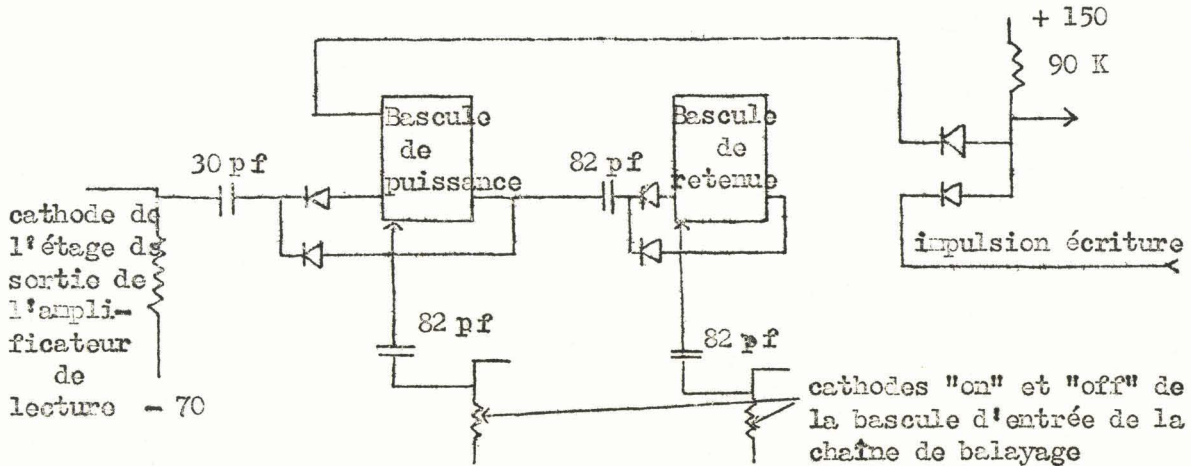 + 150
90 K
Bascule
de
puissance
Bascule
de
retenue
30 pf
82 pf
cathode de
l'étage ds
sortie de
l'ampli-
ficateur
de
lecture - 70
impulsion écriture
82 pf
82 pf
cathodes "on" et "off" de
la bascule d'entrée de la
chaîne de balayage